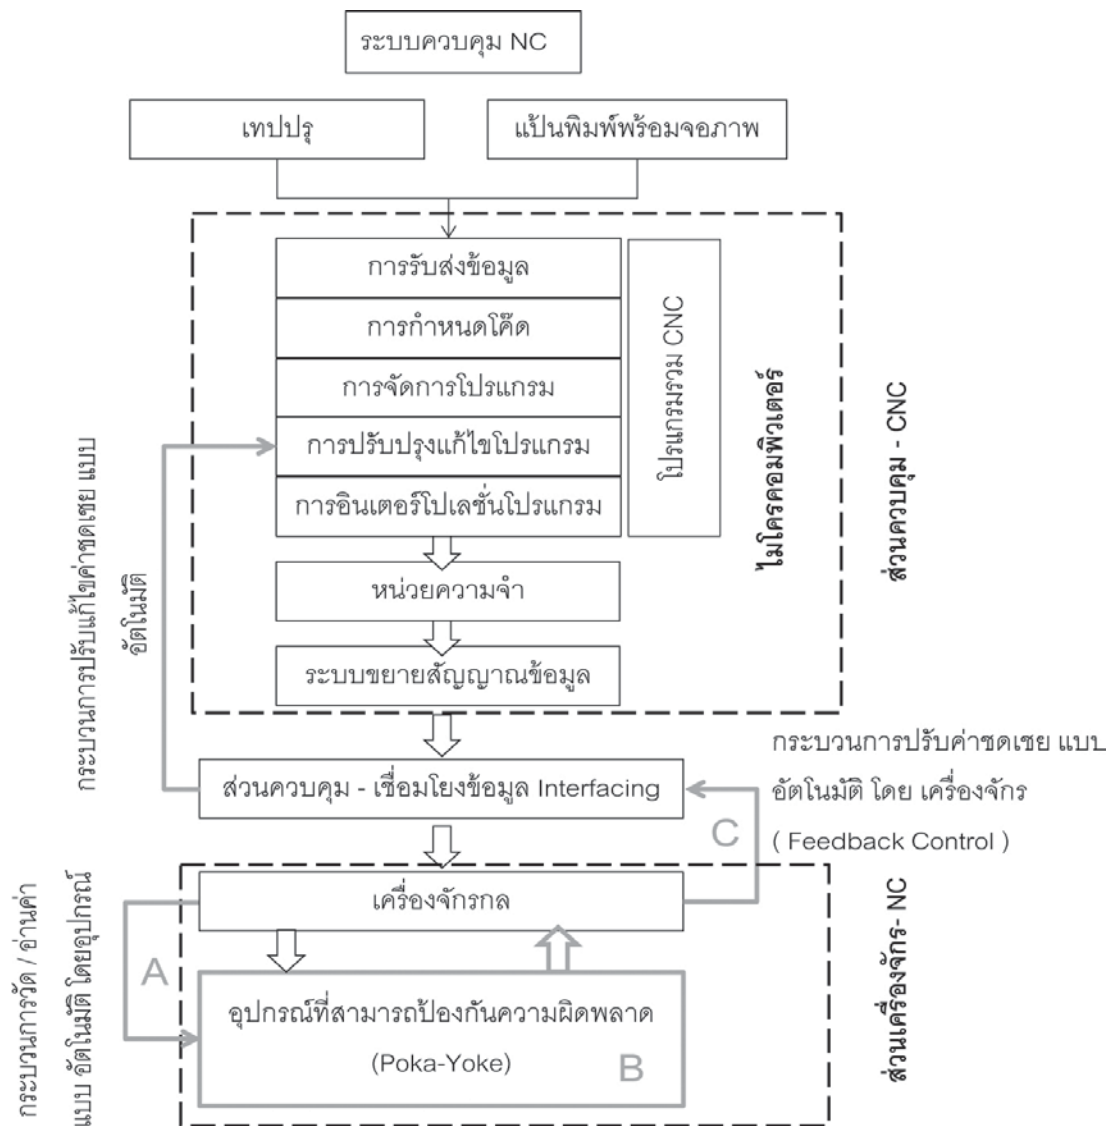 ระบบควบคุม NC
เทปปรุ
แป้นพิมพ์พร้อมจอภาพ
การรับส่งข้อมูล
การกำหนดโค๊ด
การจัดการโปรแกรม
การปรับปรุงแก้ไขโปรแกรม
การอินเตอร์โปเลชั่นโปรแกรม
โปรแกรมรวม CNC
ไมโครคอมพิวเตอร์
ส่วนควบคุม - CNC
หน่วยความจำ
ระบบขยายสัญญาณข้อมูล
กระบวนการปรับแก้ไขค่าชดเชย แบบ
อัตโนมัติ
ส่วนควบคุม - เชื่อมโยงข้อมูล Interfacing
กระบวนการปรับค่าชดเชย แบบ
อัตโนมัติ โดย เครื่องจักร
( Feedback Control )
C
เครื่องจักรกล
กระบวนการวัด / อ่านค่า
แบบ อัตโนมัติ โดยอุปกรณ์
A
อุปกรณ์ที่สามารถป้องกันความผิดพลาด
(Poka-Yoke)
B
ส่วนเครื่องจักร- NC